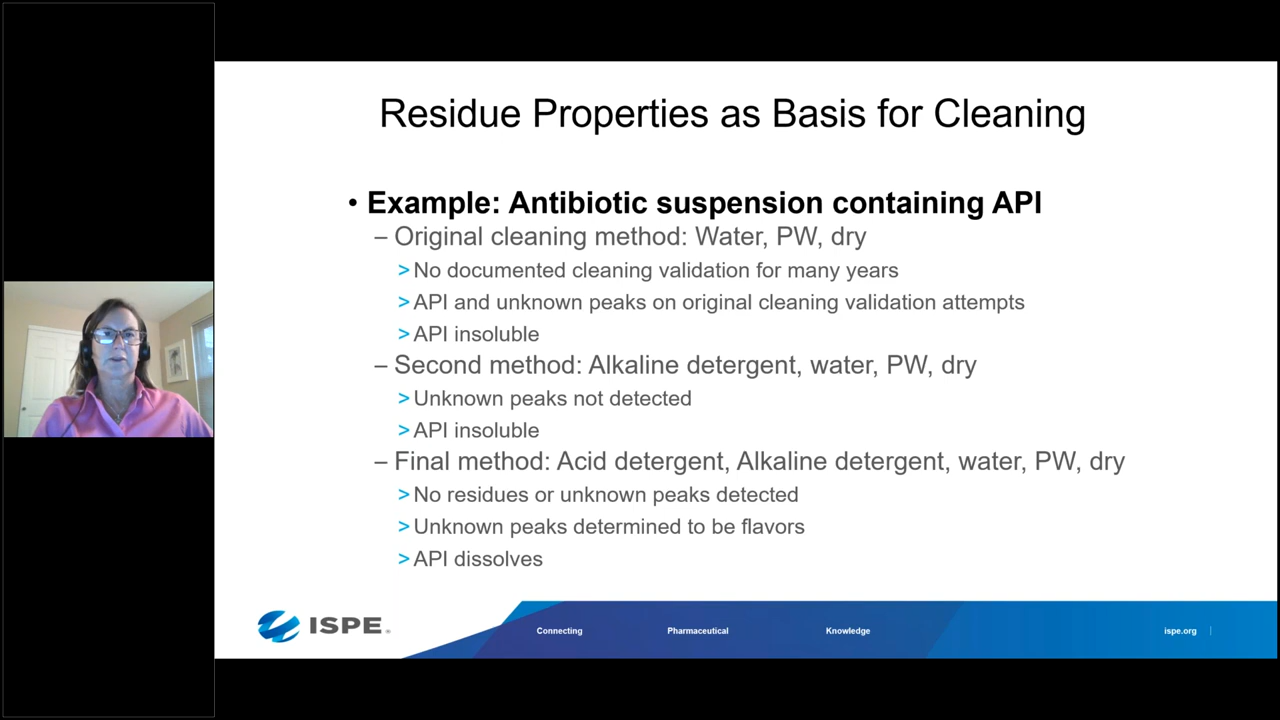 Residue Properties as Basis for Cleaning
• Example: Antibiotic suspension containing API
– Original cleaning method: Water, PW, dry
> No documented cleaning validation for many years
> API and unknown peaks on original cleaning validation attempts
> API insoluble
– Second method: Alkaline detergent, water, PW, dry
> Unknown peaks not detected
> API insoluble
– Final method: Acid detergent, Alkaline detergent, water, PW, dry
> No residues or unknown peaks detected
> Unknown peaks determined to be flavors
> API dissolves
ISPE®
Connecting Pharmaceutical Knowledge ispe.org |